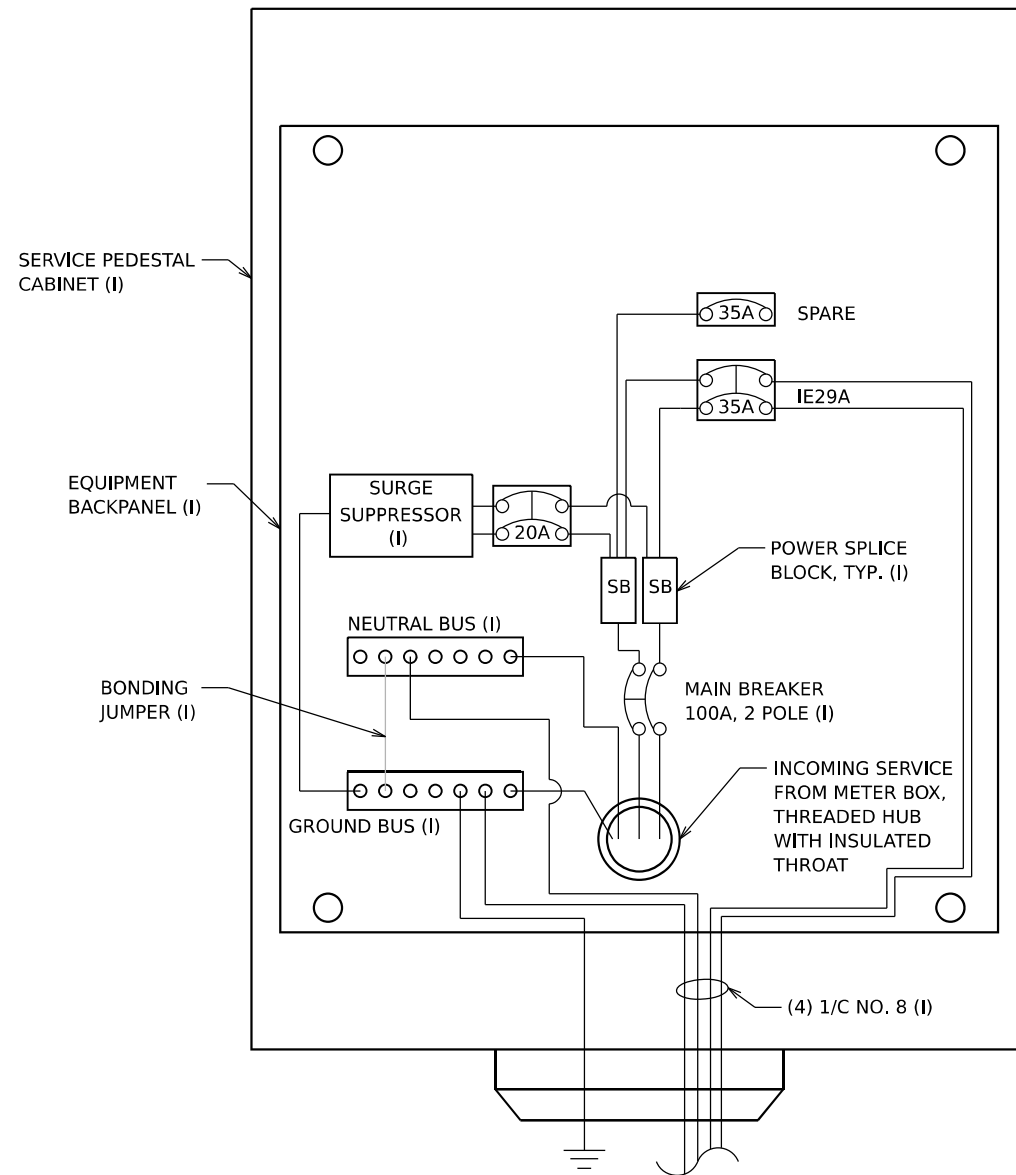 SERVICE PEDESTAL
CABINET (I)
35A
SPARE
35A
IE29A
EQUIPMENT
BACKPANEL (I)
SURGE
SUPPRESSOR
(I)
20A
POWER SPLICE
BLOCK, TYP. (I)
SB
SB
NEUTRAL BUS (I)
BONDING
JUMPER (I)
MAIN BREAKER
100A, 2 POLE (I)
INCOMING SERVICE
FROM METER BOX,
THREADED HUB
WITH INSULATED
THROAT
GROUND BUS (I)
(4) 1/C NO. 8 (I)